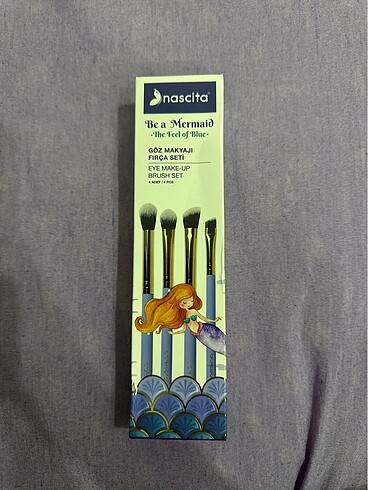 nascita®
Be a Mermaid
•The Feel of Blue•
GÖZ MAKYAJI
FIRÇA SETİ
EYE MAKE-UP
BRUSH SET
4 ADET / 4 PCS